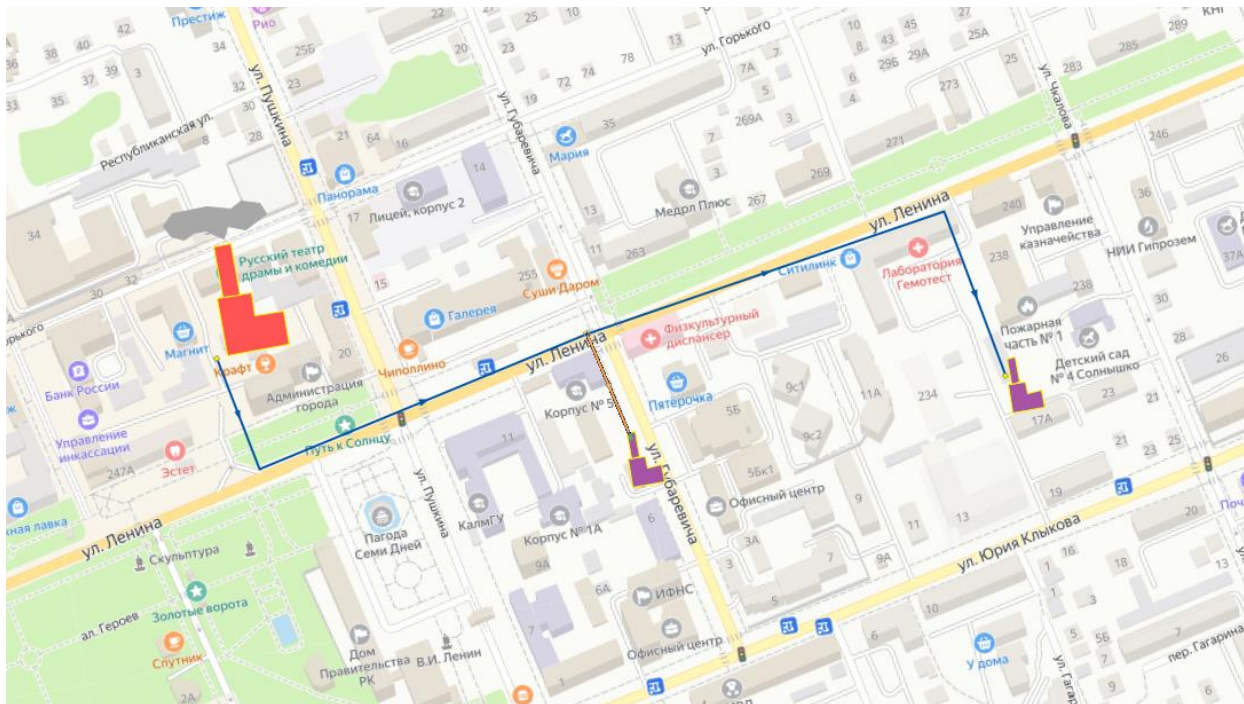 Престиж
Рио
42
38
40
36
37
39
3
33
35
34
32
25Б
23
22
25
10
20
23
13
ул. Горького
7
72
74
78
19
7А
5
10
8
43
45
27
29Б
29А
25А
6
4
273
25
283
285
289
ул. Пушкина
ул. Губаревича
ул. Чкалова
Республиканская ул.
30
28
8
21
64
16
35
269А
3
271
246
Панорама
Мария
14
7
3
Лицей, корпус 2
Медрл Плюс
269
267
17
13
11
263
ул. Ленина
240
Управление
казначейства
36
НИИ Гипрозем
37А
34
Русский театр
драмы и комедии
32
30
255
Суши Даром
15
Ситилинк
Лаборатория
Гемотест
238
238
Галерея
Магнит
Крафт
20
Чиполлино
ул. Ленина
Физкультурный
диспансер
Пожарная
часть № 1
Детский сад
№ 4 Солнышко
30
28
26
Банк России
Администрация
города
Корпус № 5
Пятёрочка
9к1
11А
234
23
21
17А
Управление
инкассации
Путь к Солнцу
5Б
9к2
11
Эстет
247А
5Бк1
21
23
25
ул. Пушкина
ул. Губаревича
Офисный центр
9
19
КалмГУ
Пагода
Семи Дней
Корпус № 1А
6
11
13
20
ул. Ленина
Скульптура
3А
7
9А
ул. Юрия Клыкова
9А
6А
ИФНС
3
5
1
16
18
13
Золотые ворота
ал. Героев
10
1
3
Спутник
Дом
Правительства
РК
В.И. Ленин
7
Офисный центр
6
У дома
5
5Б
7
7
пер. Гагарина
2А
1
9
6